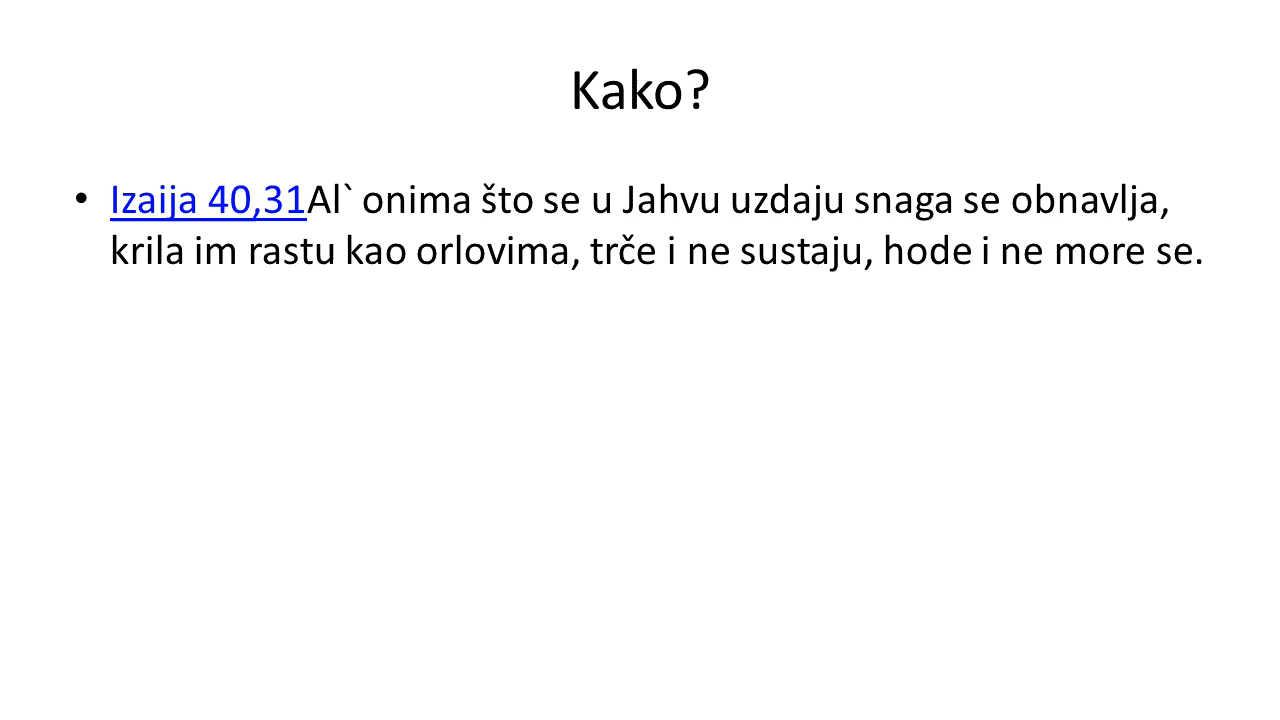 Kako?
• Izaija 40,31Al` onima što se u Jahvu uzdaju snaga se obnavlja,
krila im rastu kao orlovima, trče i ne sustaju, hode i ne more se.